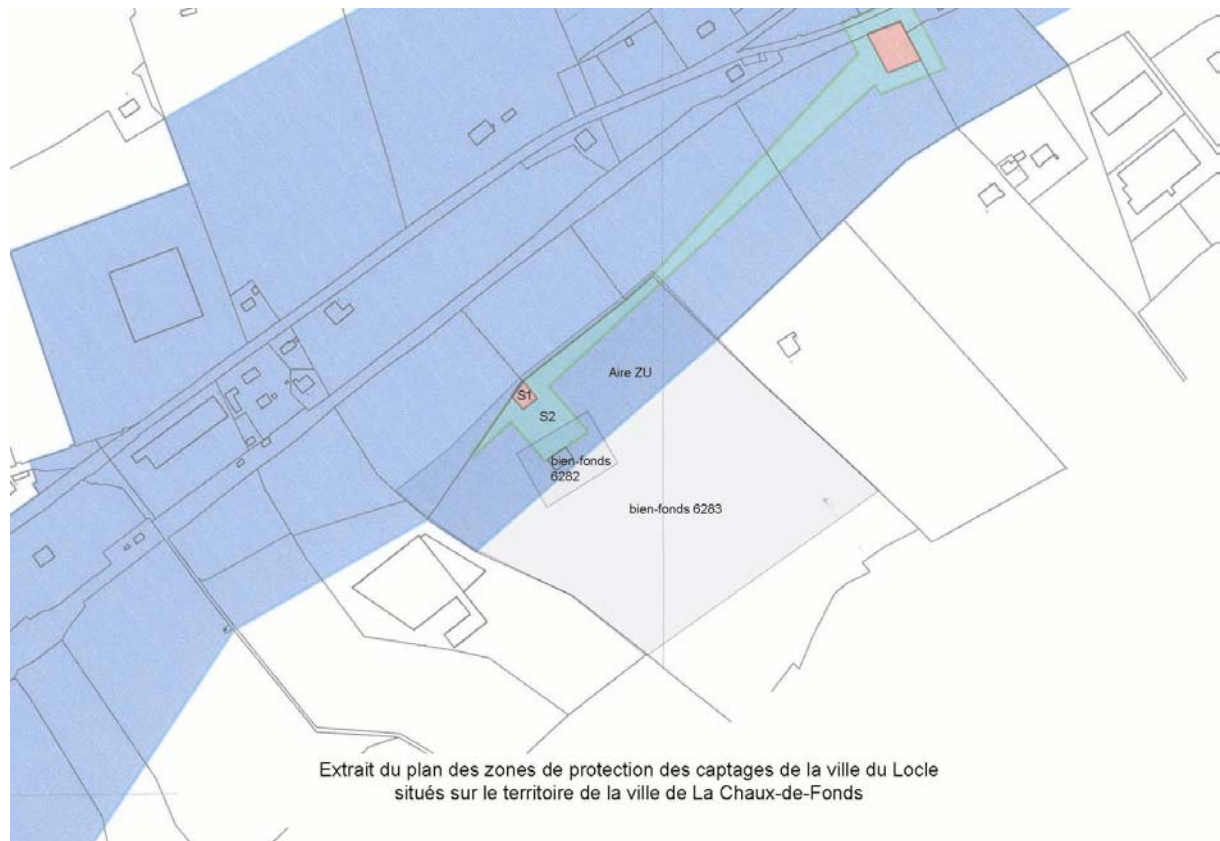 Aire ZU
S1
S2
bien-fonds
6282
bien-fonds 6283
Extrait du plan des zones de protection des captages de la ville du Locle
situés sur le territoire de la ville de La Chaux-de-Fonds